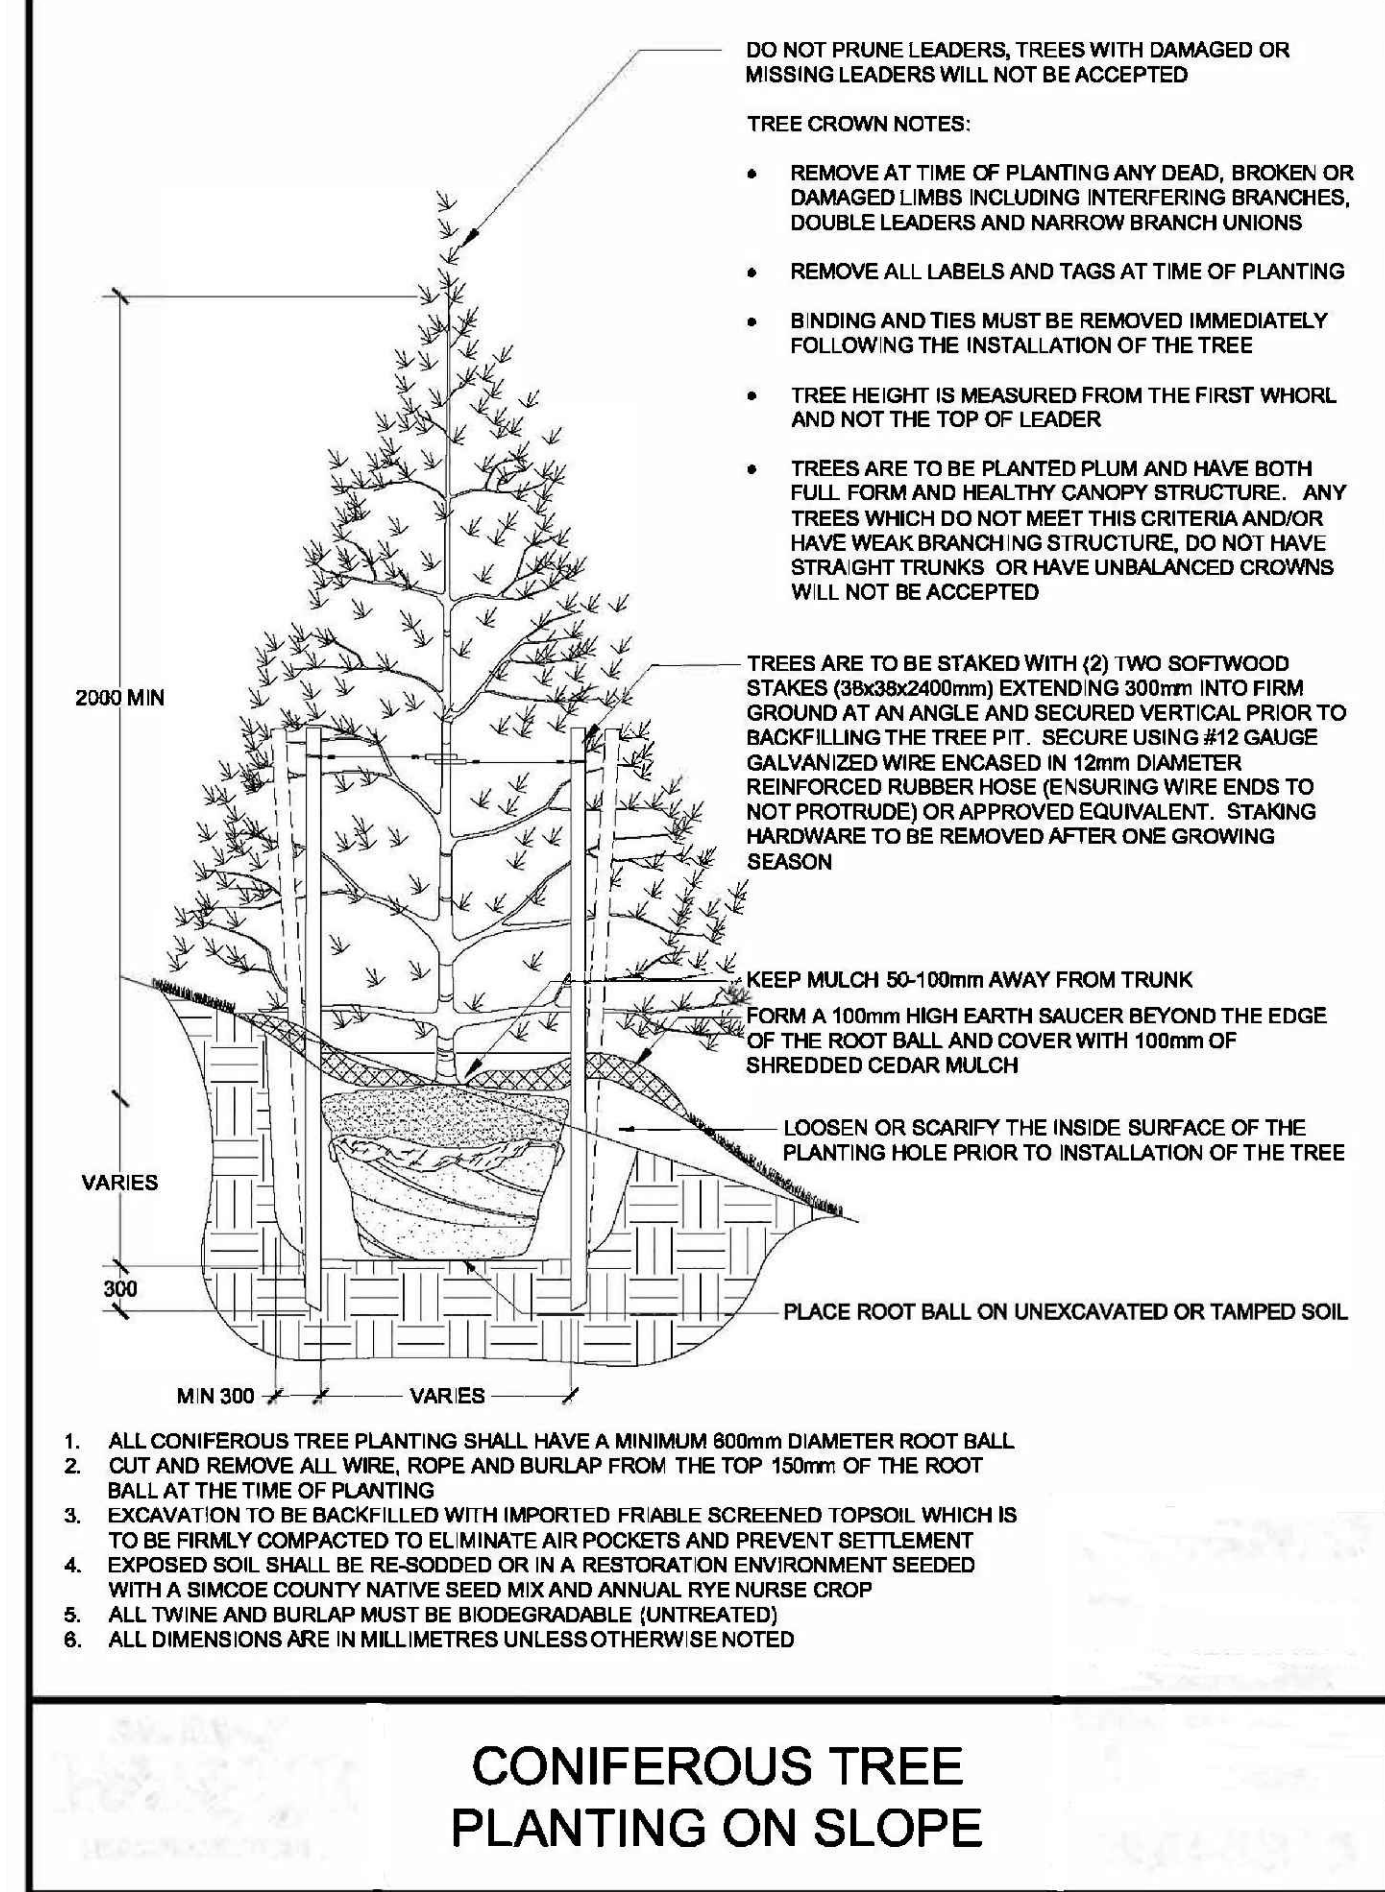 DO NOT PRUNE LEADERS, TREES WITH DAMAGED OR
MISSING LEADERS WILL NOT BE ACCEPTED
TREE CROWN NOTES:
• REMOVE AT TIME OF PLANTING ANY DEAD, BROKEN OR
DAMAGED LIMBS INCLUDING INTERFERING BRANCHES,
DOUBLE LEADERS AND NARROW BRANCH UNIONS
• REMOVE ALL LABELS AND TAGS AT TIME OF PLANTING
• BINDING AND TIES MUST BE REMOVED IMMEDIATELY
FOLLOWING THE INSTALLATION OF THE TREE
• TREE HEIGHT IS MEASURED FROM THE FIRST WHORL
AND NOT THE TOP OF LEADER
• TREES ARE TO BE PLANTED PLUM AND HAVE BOTH
FULL FORM AND HEALTHY CANOPY STRUCTURE. ANY
TREES WHICH DO NOT MEET THIS CRITERIA AND/OR
HAVE WEAK BRANCHING STRUCTURE, DO NOT HAVE
STRAIGHT TRUNKS OR HAVE UNBALANCED CROWNS
WILL NOT BE ACCEPTED
TREES ARE TO BE STAKED WITH (2) TWO SOFTWOOD
STAKES (38x38x2400mm) EXTENDING 300mm INTO FIRM
GROUND AT AN ANGLE AND SECURED VERTICAL PRIOR TO
BACKFILLING THE TREE PIT. SECURE USING #12 GAUGE
GALVANIZED WIRE ENCASED IN 12mm DIAMETER
REINFORCED RUBBER HOSE (ENSURING WIRE ENDS TO
NOT PROTRUDE) OR APPROVED EQUIVALENT. STAKING
HARDWARE TO BE REMOVED AFTER ONE GROWING
SEASON
2000 MIN
KEEP MULCH 50-100mm AWAY FROM TRUNK
FORM A 100mm HIGH EARTH SAUCER BEYOND THE EDGE
OF THE ROOT BALL AND COVER WITH 100mm OF
SHREDDED CEDAR MULCH
LOOSEN OR SCARIFY THE INSIDE SURFACE OF THE
PLANTING HOLE PRIOR TO INSTALLATION OF THE TREE
VARIES
300
PLACE ROOT BALL ON UNEXCAVATED OR TAMPED SOIL
MIN 300
VARIES
1. ALL CONIFEROUS TREE PLANTING SHALL HAVE A MINIMUM 600mm DIAMETER ROOT BALL
2. CUT AND REMOVE ALL WIRE, ROPE AND BURLAP FROM THE TOP 150mm OF THE ROOT
BALL AT THE TIME OF PLANTING
3. EXCAVATION TO BE BACKFILLED WITH IMPORTED FRIABLE SCREENED TOPSOIL WHICH IS
TO BE FIRMLY COMPACTED TO ELIMINATE AIR POCKETS AND PREVENT SETTLEMENT
4. EXPOSED SOIL SHALL BE RE-SODDED OR IN A RESTORATION ENVIRONMENT SEEDED
WITH A SIMCOE COUNTY NATIVE SEED MIX AND ANNUAL RYE NURSE CROP
5. ALL TWINE AND BURLAP MUST BE BIODEGRADABLE (UNTREATED)
6. ALL DIMENSIONS ARE IN MILLIMETRES UNLESS OTHERWISE NOTED
CONIFEROUS TREE
PLANTING ON SLOPE